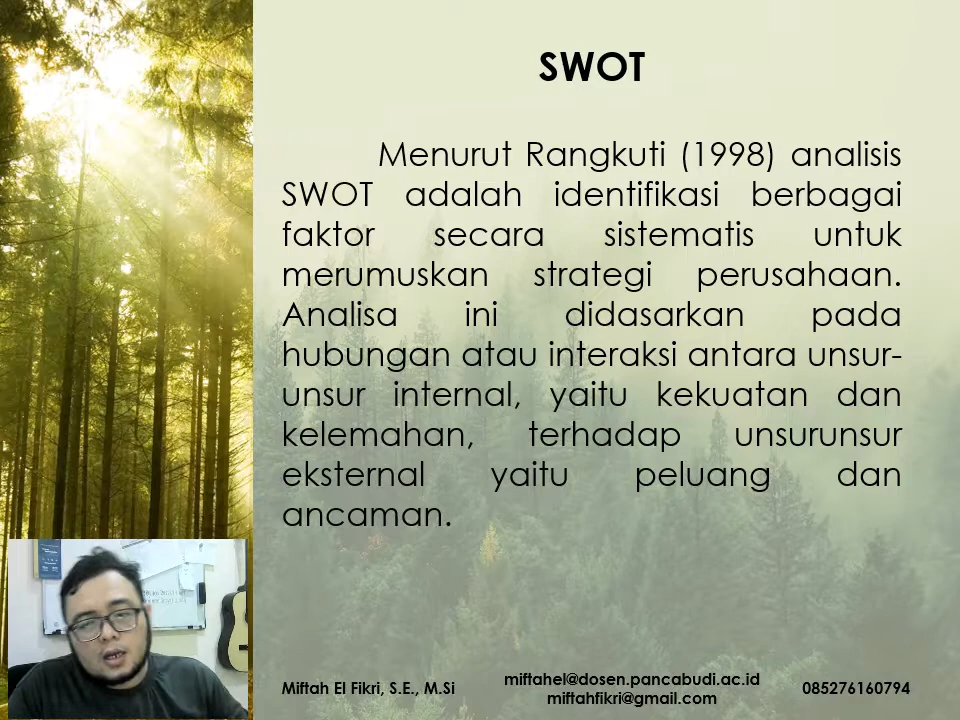 SWOT
Menurut Rangkuti (1998) analisis
SWOT adalah identifikasi berbagai
faktor secara sistematis untuk
merumuskan strategi perusahaan.
Analisa ini didasarkan pada
hubungan atau interaksi antara unsur-
unsur internal, yaitu kekuatan dan
kelemahan, terhadap unsurunsur
eksternal yaitu peluang dan
ancaman.
Miftah El Fikri, S.E., M.Si
miftahel@dosen.pancabudi.ac.id
miftahfikri@gmail.com
085276160794